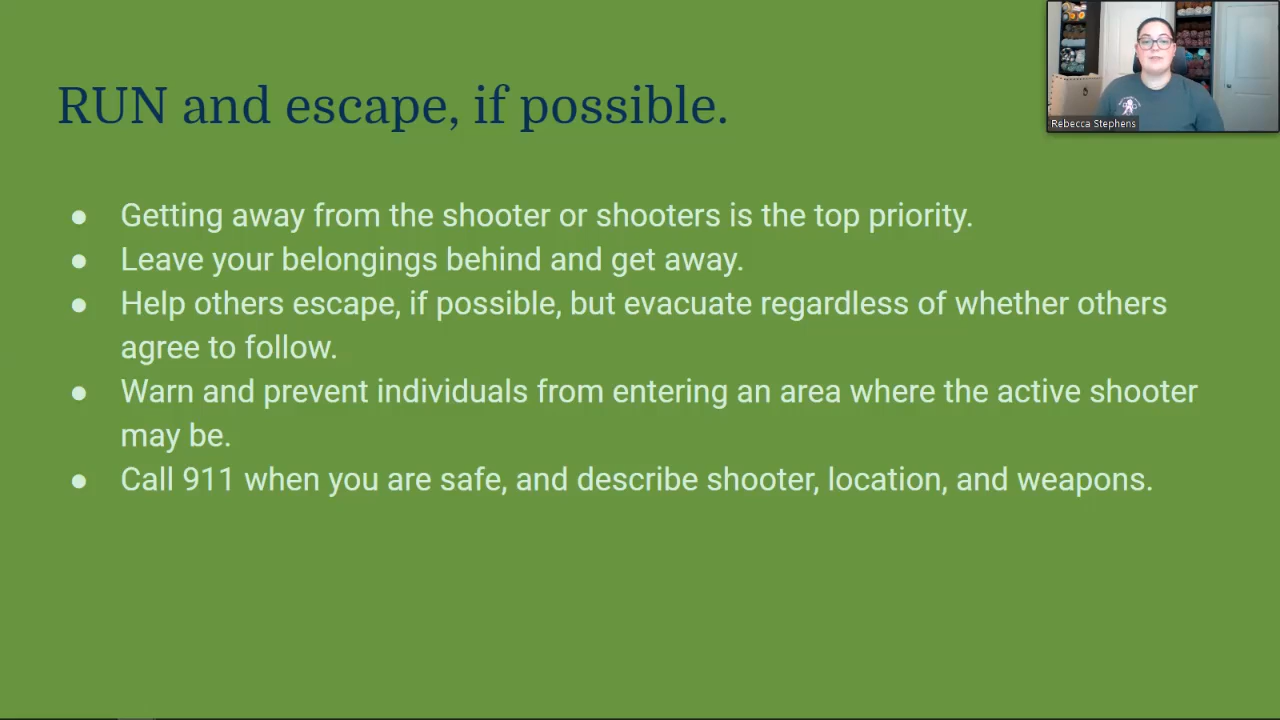 RUN and escape, if possible.
Rebecca Stephens
● Getting away from the shooter or shooters is the top priority.
● Leave your belongings behind and get away.
● Help others escape, if possible, but evacuate regardless of whether others
agree to follow.
● Warn and prevent individuals from entering an area where the active shooter
may be.
● Call 911 when you are safe, and describe shooter, location, and weapons.